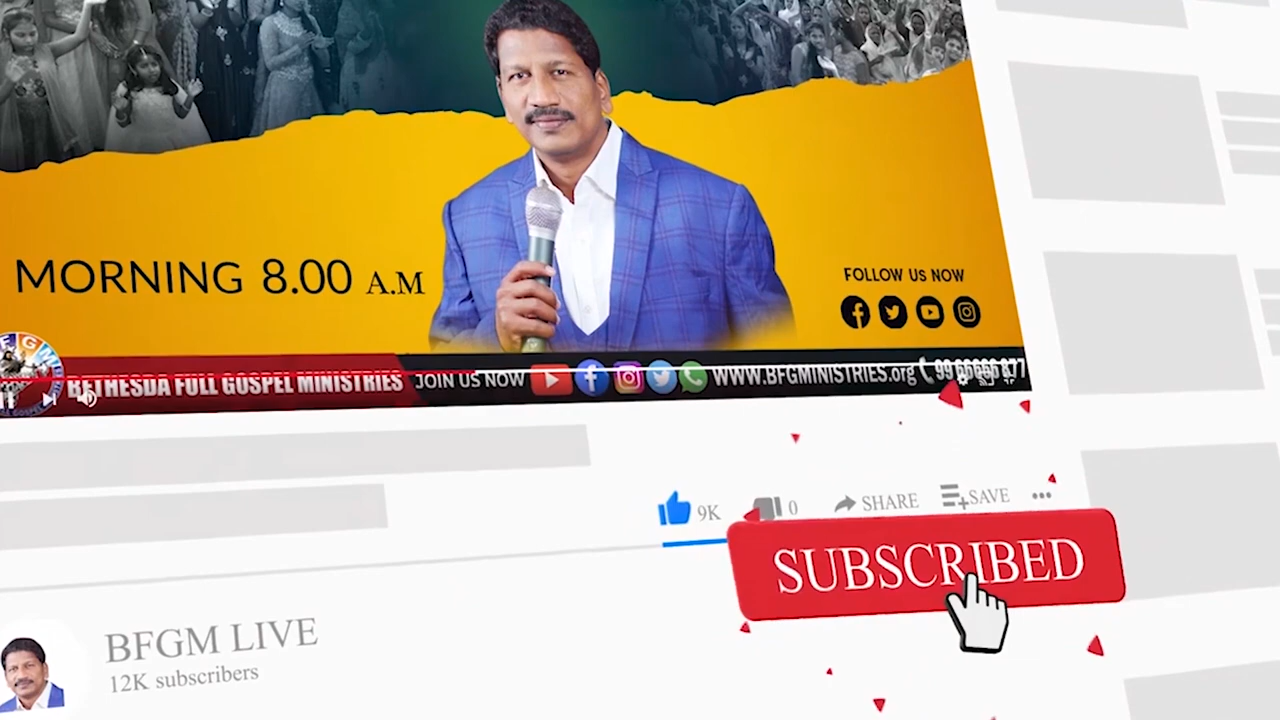 MORNING 8.00 A.M
FOLLOW US NOW
BFGM
BETHESDA FULL GOSPEL MINISTRIES
JOIN US NOW
WWW.BFGMINISTRIES.org
9K
0
SHARE
SAVE
SUBSCRIBED
BFGM LIVE
12K subscribers